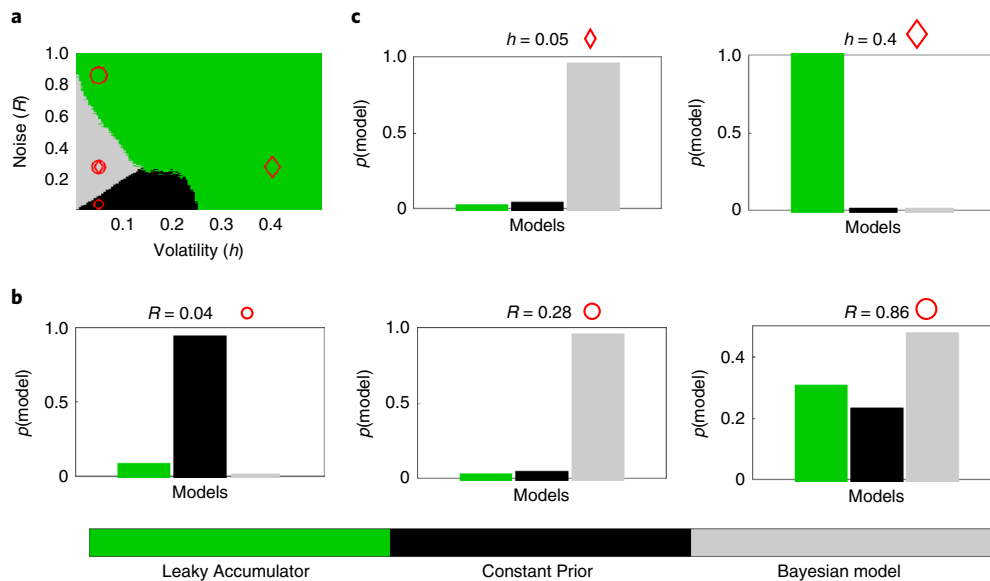 a
1.0
0.8
0.6
0.4
0.2
Noise (R)
0.1 0.2 0.3 0.4
Volatility (h)
c
h = 0.05
1.0
0.5
0
p(model)
Models
h = 0.4
1.0
0.5
0
p(model)
Models
b
R = 0.04
1.0
0.5
0
p(model)
Models
R = 0.28
1.0
0.5
0
p(model)
Models
R = 0.86
0.4
0.2
0
p(model)
Models
Leaky Accumulator Constant Prior Bayesian model